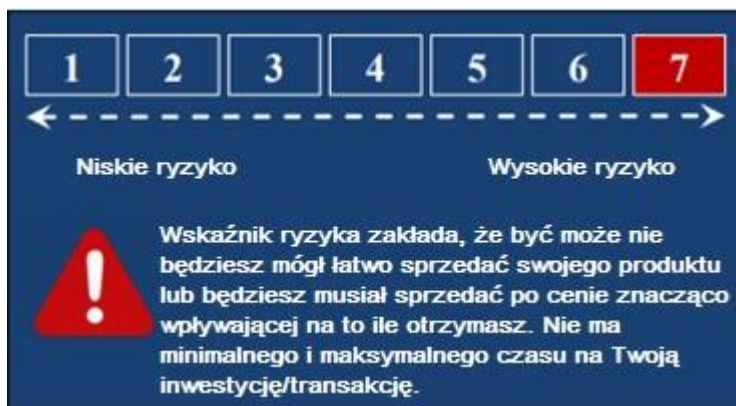 1 2 3 4 5 6 7
Niskie ryzyko Wysokie ryzyko
Wskaźnik ryzyka zakłada, że być może nie
będziesz mógł łatwo sprzedać swojego produktu
lub będziesz musiał sprzedać po cenie znacząco
wpływającej na to ile otrzymasz. Nie ma
minimalnego i maksymalnego czasu na Twoją
inwestycję/transakcję.